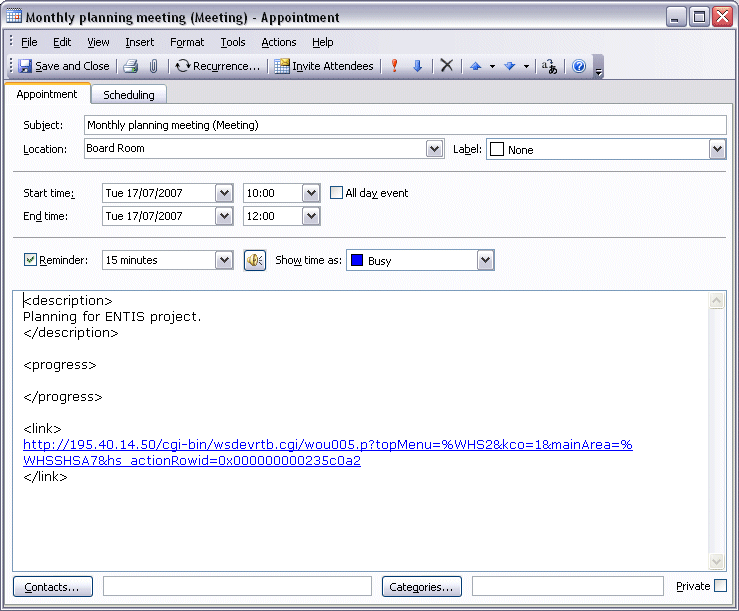 Monthly planning meeting (Meeting) - Appointment
File Edit View Insert Format Tools Actions Help
Save and Close Recurrence... Invite Attendees
Appointment Scheduling
Subject: Monthly planning meeting (Meeting)
Location: Board Room Label: None
Start time: Tue 17/07/2007 10:00 All day event
End time: Tue 17/07/2007 12:00
Reminder: 15 minutes Show time as: Busy
<description>
Planning for ENTIS project.
</description>
<progress>
</progress>
<link>
http://195.40.14.50/cgi-bin/wsdevrtb.cgi/wou005.p?topMenu=%WHS2&kco=1&mainArea=%
WHSSHSA7&hs_actionRowid=0x000000000235c0a2
</link>
Contacts... Categories... Private